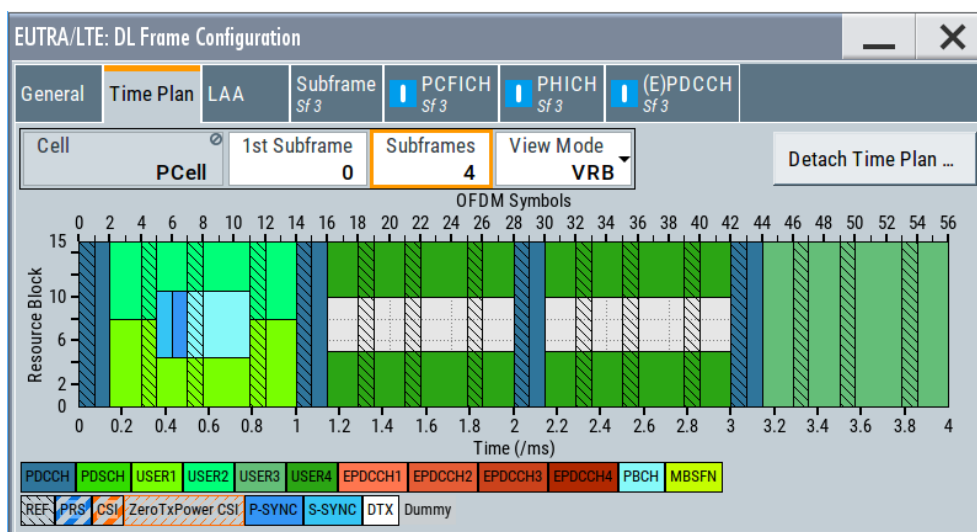 EUTRA/LTE: DL Frame Configuration
General Time Plan LAA Subframe PCFICH PHICH (E)PDCCH
Sf 3 Sf 3 Sf 3 Sf 3
Cell 1st Subframe Subframes View Mode
PCell 0 4 VRB
Detach Time Plan ...
OFDM Symbols
0 2 4 6 8 10 12 14 16 18 20 22 24 26 28 30 32 34 36 38 40 42 44 46 48 50 52 54 56
15
10
6
2
0
Resource Block
0 0.2 0.4 0.6 0.8 1 1.2 1.4 1.6 1.8 2 2.2 2.4 2.6 2.8 3 3.2 3.4 3.6 3.8 4
Time (/ms)
PDCCH PDSCH USER1 USER2 USER3 USER4 EPDCCH1 EPDCCH2 EPDCCH3 EPDCCH4 PBCH MBSFN
REF PRS CSI ZeroTxPower CSI P-SYNC S-SYNC DTX Dummy